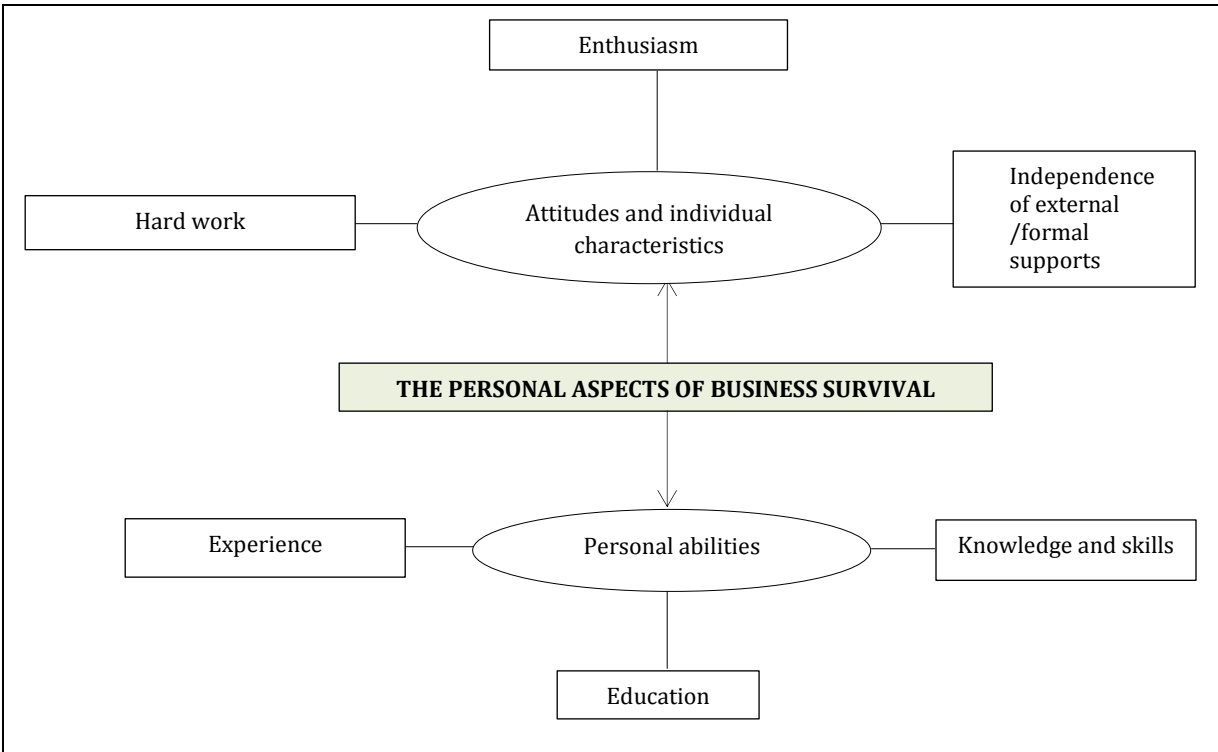 Enthusiasm
Hard work
Attitudes and individual
characteristics
Independence
of external
/formal
supports
THE PERSONAL ASPECTS OF BUSINESS SURVIVAL
Experience
Personal abilities
Knowledge and skills
Education